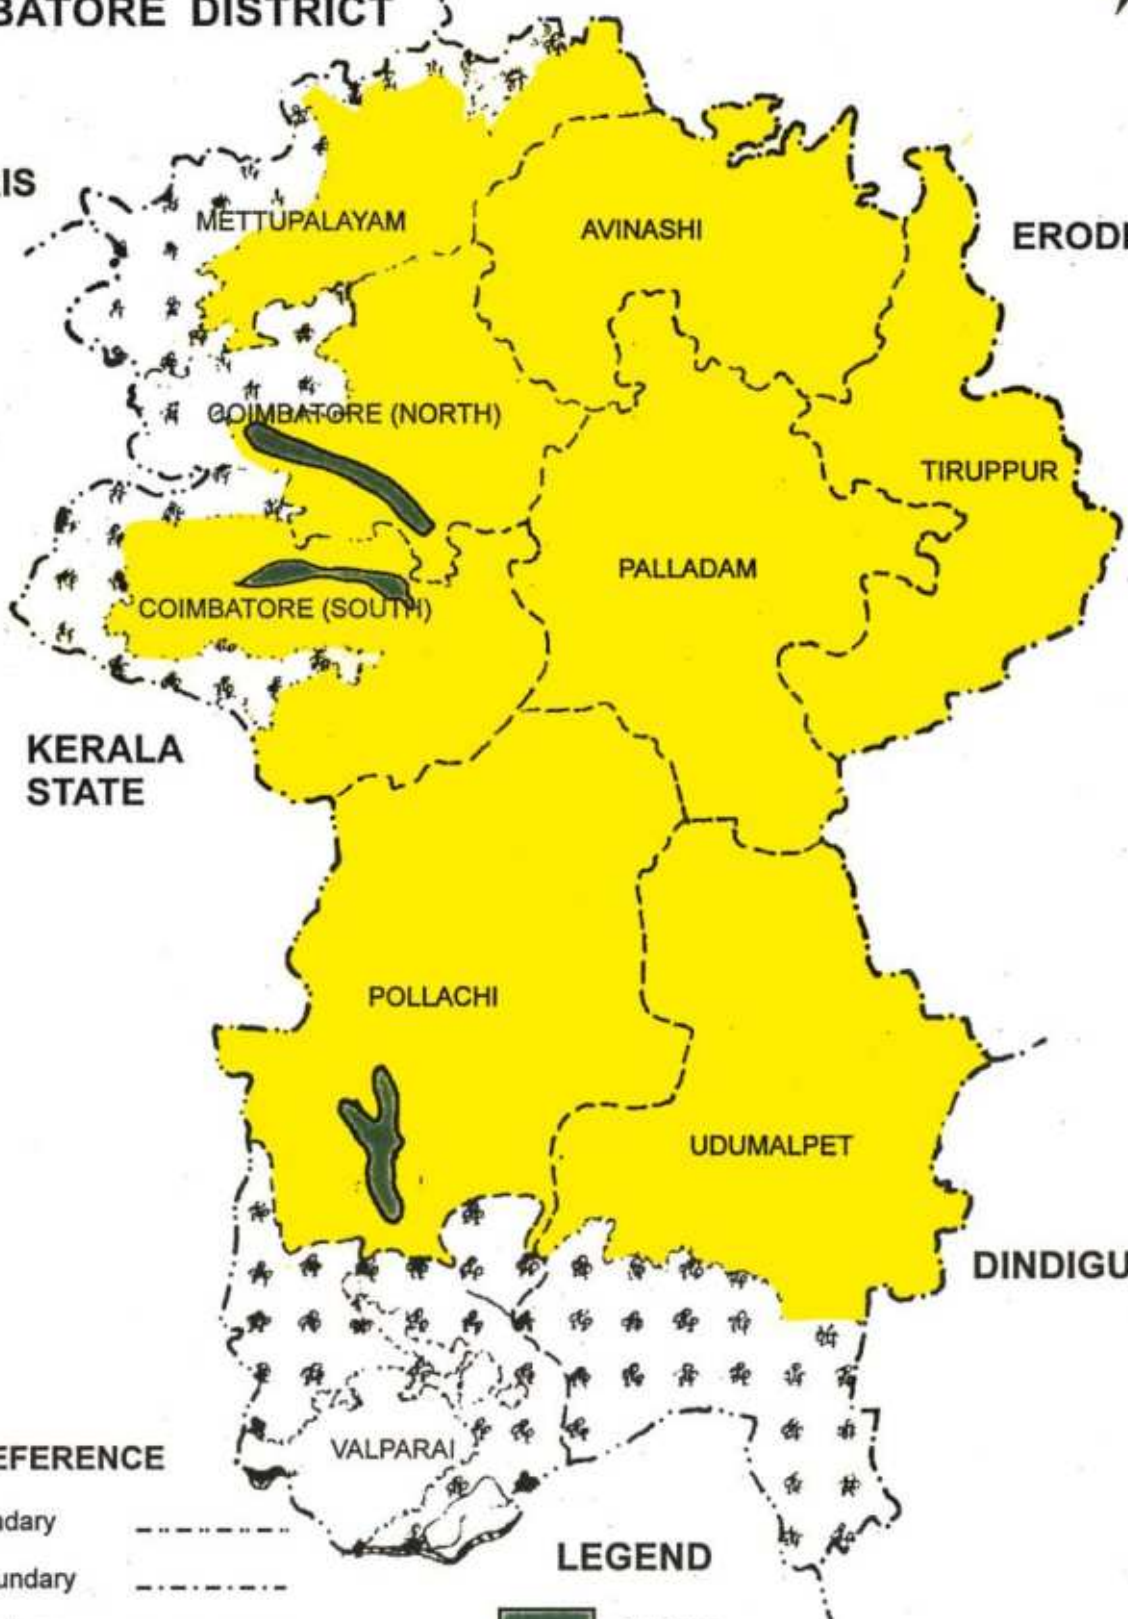 BATORE DISTRICT
IS
METTUPALAYAM
AVINASHI
ERODI
COIMBATORE (NORTH)
TIRUPPUR
PALLADAM
COIMBATORE (SOUTH)
KERALA
STATE
POLLACHI
UDUMALPET
DINDIGU
VALPARAI
EFERENCE
ndary
undary
LEGEND